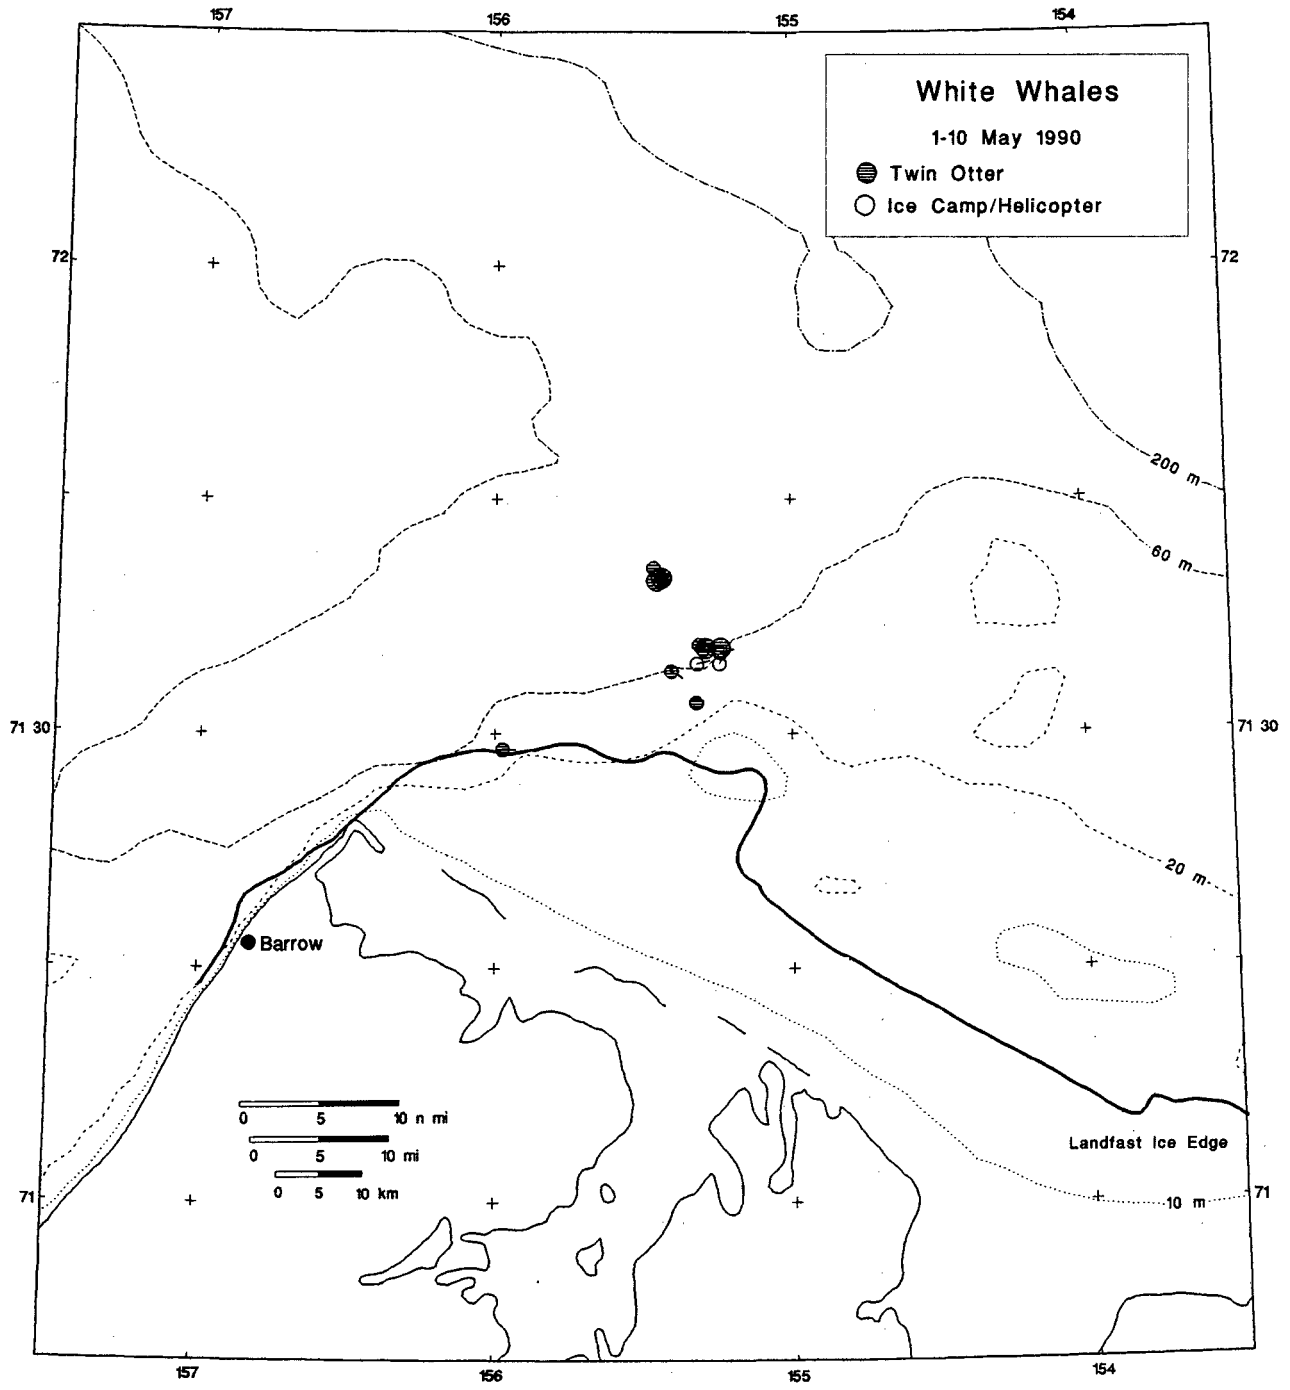 157 156 155 154
White Whales
1-10 May 1990
Twin Otter
Ice Camp/Helicopter
72 72
200 m
60 m
71 30 71 30
20 m
Barrow
0 5 10 n mi
0 5 10 mi
Landfast Ice Edge
0 5 10 km
71 71
10 m
157 156 155 154